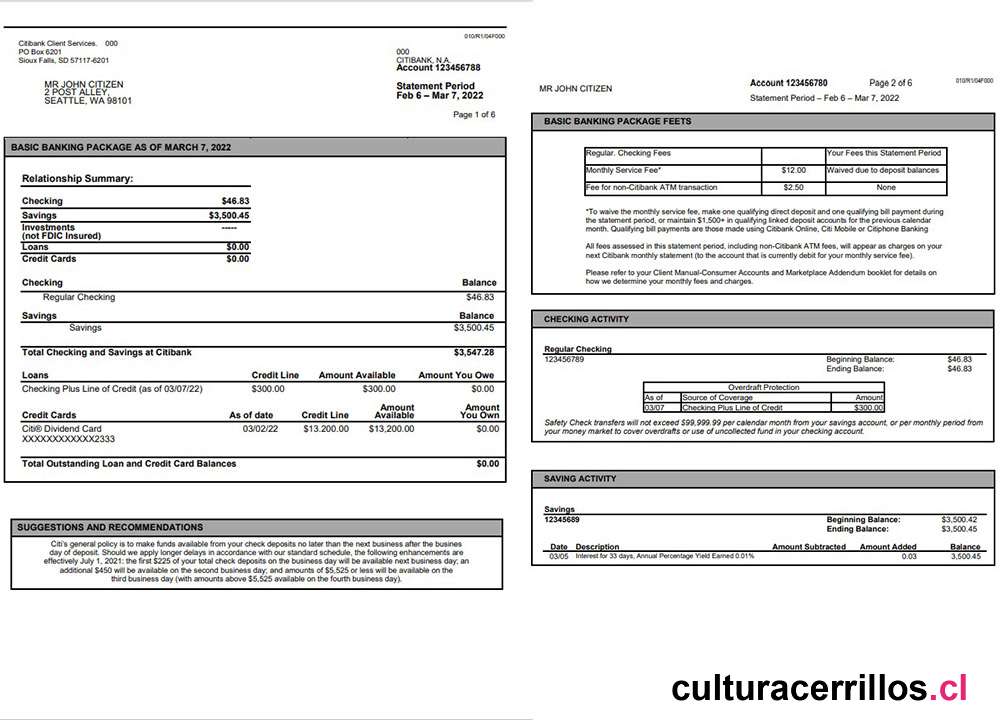 010/R1/04F000
Citibank Client Services. 000
PO Box 6201
Sioux Falls, SD 57117-6201
000
CITIBANK, N.A.
Account 123456788
MR JOHN CITIZEN
2 POST ALLEY,
SEATTLE, WA 98101
Statement Period
Feb 6 – Mar 7, 2022
Page 1 of 6
BASIC BANKING PACKAGE AS OF MARCH 7, 2022
Relationship Summary:
Checking $46.83
Savings $3,500.45
Investments -----
(not FDIC Insured)
Loans $0.00
Credit Cards $0.00
Checking Balance
Regular Checking $46.83
Savings Balance
Savings $3,500.45
Total Checking and Savings at Citibank $3,547.28
Loans Credit Line Amount Available Amount You Owe
Checking Plus Line of Credit (as of 03/07/22) $300.00 $300.00 $0.00
Credit Cards As of date Credit Line Amount Available Amount You Own
Citi® Dividend Card 03/02/22 $13.200.00 $13,200.00 $0.00
XXXXXXXXXXXX2333
Total Outstanding Loan and Credit Card Balances $0.00
SUGGESTIONS AND RECOMMENDATIONS
Citi's general policy is to make funds available from your check deposits no later than the next business after the busines
day of deposit. Should we apply longer delays in accordance with our standard schedule, the following enhancements are
effectively July 1, 2021: the first $225 of your total check deposits on the business day will be available next business day; an
additional $450 will be available on the second business day; and amounts of $5,525 or less will be available on the
third business day (with amounts above $5,525 available on the fourth business day).
MR JOHN CITIZEN
Account 123456780 Page 2 of 6 010/R1/04F000
Statement Period – Feb 6 – Mar 7, 2022
BASIC BANKING PACKAGE FEETS
Regular. Checking Fees Your Fees this Statement Period
Monthly Service Fee* $12.00 Waived due to deposit balances
Fee for non-Citibank ATM transaction $2.50 None
*To waive the monthly service fee, make one qualifying direct deposit and one qualifying bill payment during
the statement period, or maintain $1,500+ in qualifying linked deposit accounts for the previous calendar
month. Qualifying bill payments are those made using Citibank Online, Citi Mobile or Citiphone Banking
All fees assessed in this statement period, including non-Citibank ATM fees, will appear as charges on your
next Citibank monthly statement (to the account that is currently debit for your monthly service fee).
Please refer to your Client Manual-Consumer Accounts and Marketplace Addendum booklet for details on
how we determine your monthly fees and charges.
CHECKING ACTIVITY
Regular Checking
123456789 Beginning Balance: $46.83
Ending Balance: $46.83
Overdraft Protection
As of Source of Coverage Amount
03/07 Checking Plus Line of Credit $300.00
Safety Check transfers will not exceed $99,999.99 per calendar month from your savings account, or per monthly period from
your money market to cover overdrafts or use of uncollected fund in your checking account.
SAVING ACTIVITY
Savings
12345689 Beginning Balance: $3,500.42
Ending Balance: $3,500.45
Date Description Amount Subtracted Amount Added Balance
03/05 Interest for 33 days, Annual Percentage Yield Earned 0.01% 0.03 3,500.45
culturacerrillos.cl